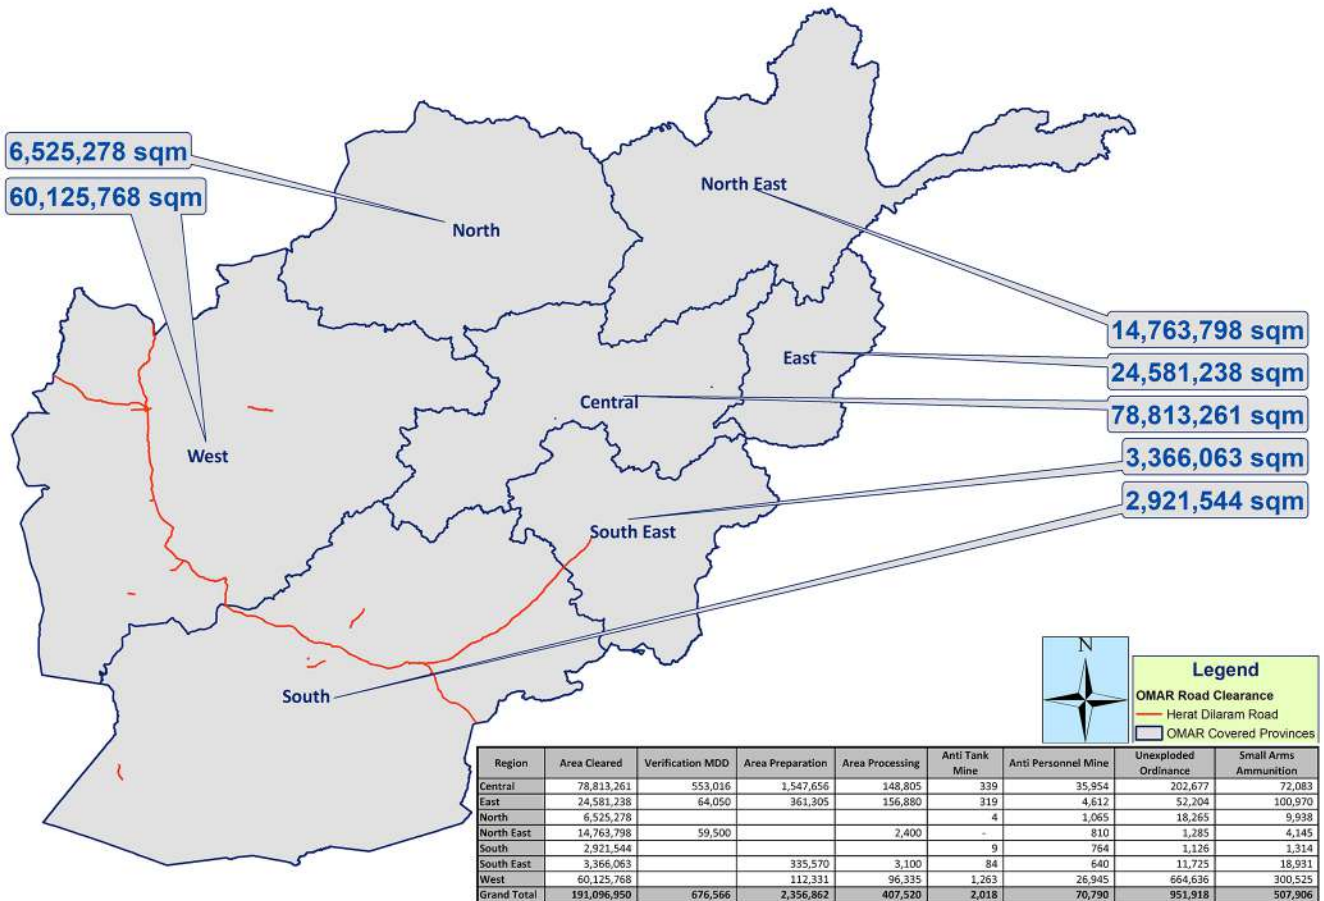 6,525,278 sqm
60,125,768 sqm
North East
North
14,763,798 sqm
East
24,581,238 sqm
Central
78,813,261 sqm
West
3,366,063 sqm
2,921,544 sqm
South East
South
N
Legend
OMAR Road Clearance
Herat Dilaram Road
OMAR Covered Provinces
Region Area Cleared Verification MDD Area Preparation Area Processing Anti Tank Mine Anti Personnel Mine Unexploded Ordinance Small Arms Ammunition
Central 78,813,261 553,016 1,547,656 148,805 339 35,954 202,677 72,083
East 24,581,238 64,050 361,305 156,880 319 4,612 52,204 100,970
North 6,525,278 4 1,065 18,265 9,938
North East 14,763,798 59,500 2,400 - 810 1,285 4,145
South 2,921,544 9 764 1,126 1,314
South East 3,366,063 335,570 3,100 84 640 11,725 18,931
West 60,125,768 112,331 96,335 1,263 26,945 664,636 300,525
Grand Total 191,096,950 676,566 2,356,862 407,520 2,018 70,790 951,918 507,906